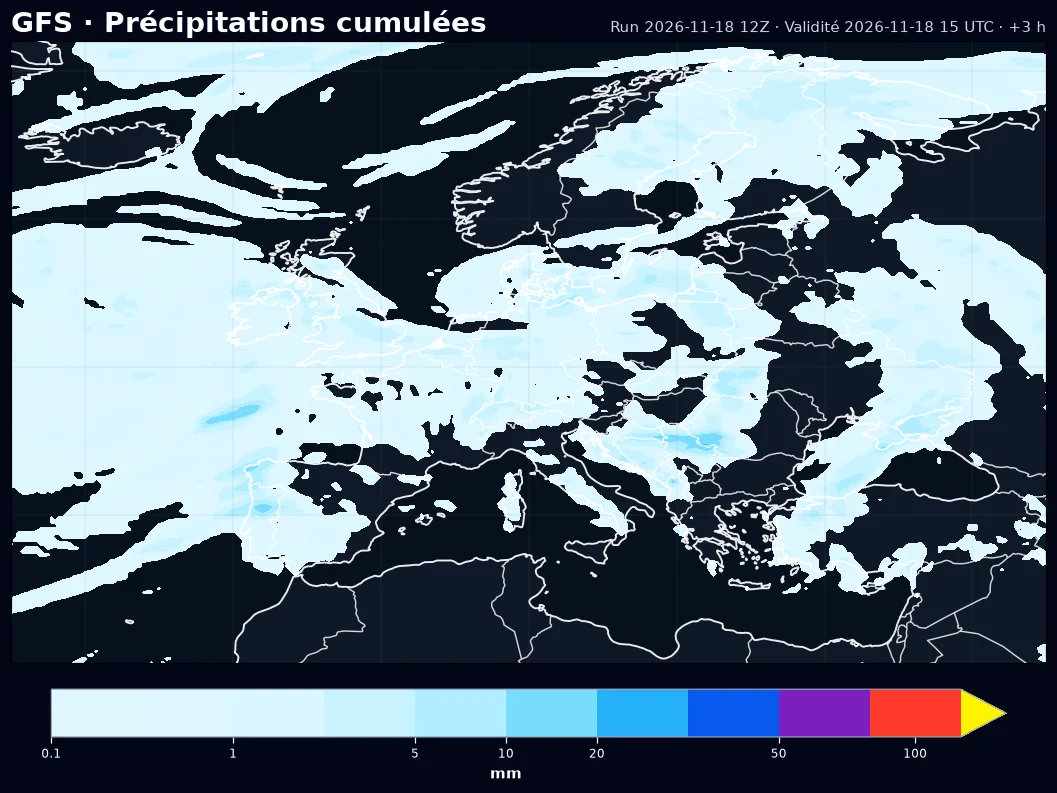 GFS · Précipitations cumulées
Run 2026-11-18 12Z · Validité 2026-11-18 15 UTC · +3 h
0.1 1 5 10 20 50 100
mm